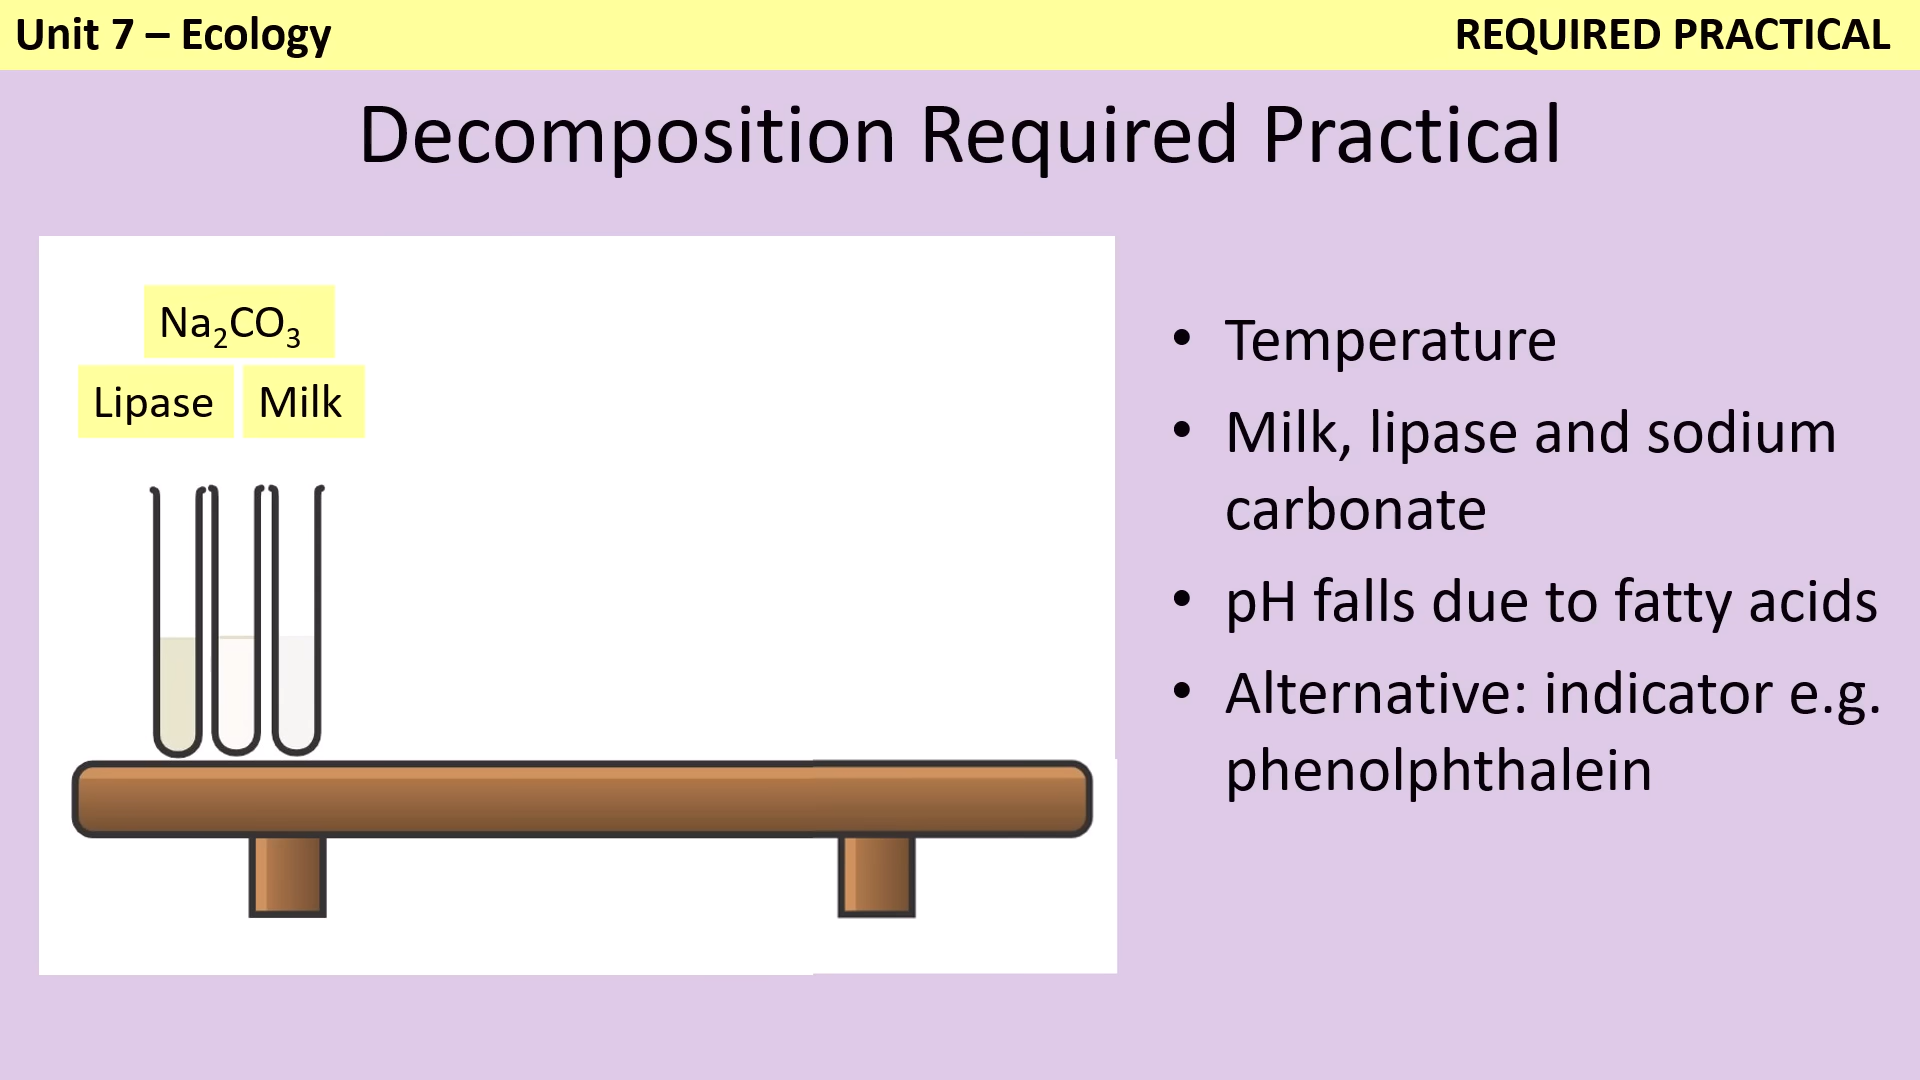 Unit 7 – Ecology
REQUIRED PRACTICAL
Decomposition Required Practical
Na₂CO₃
Lipase
Milk
• Temperature
• Milk, lipase and sodium
carbonate
• pH falls due to fatty acids
• Alternative: indicator e.g.
phenolphthalein